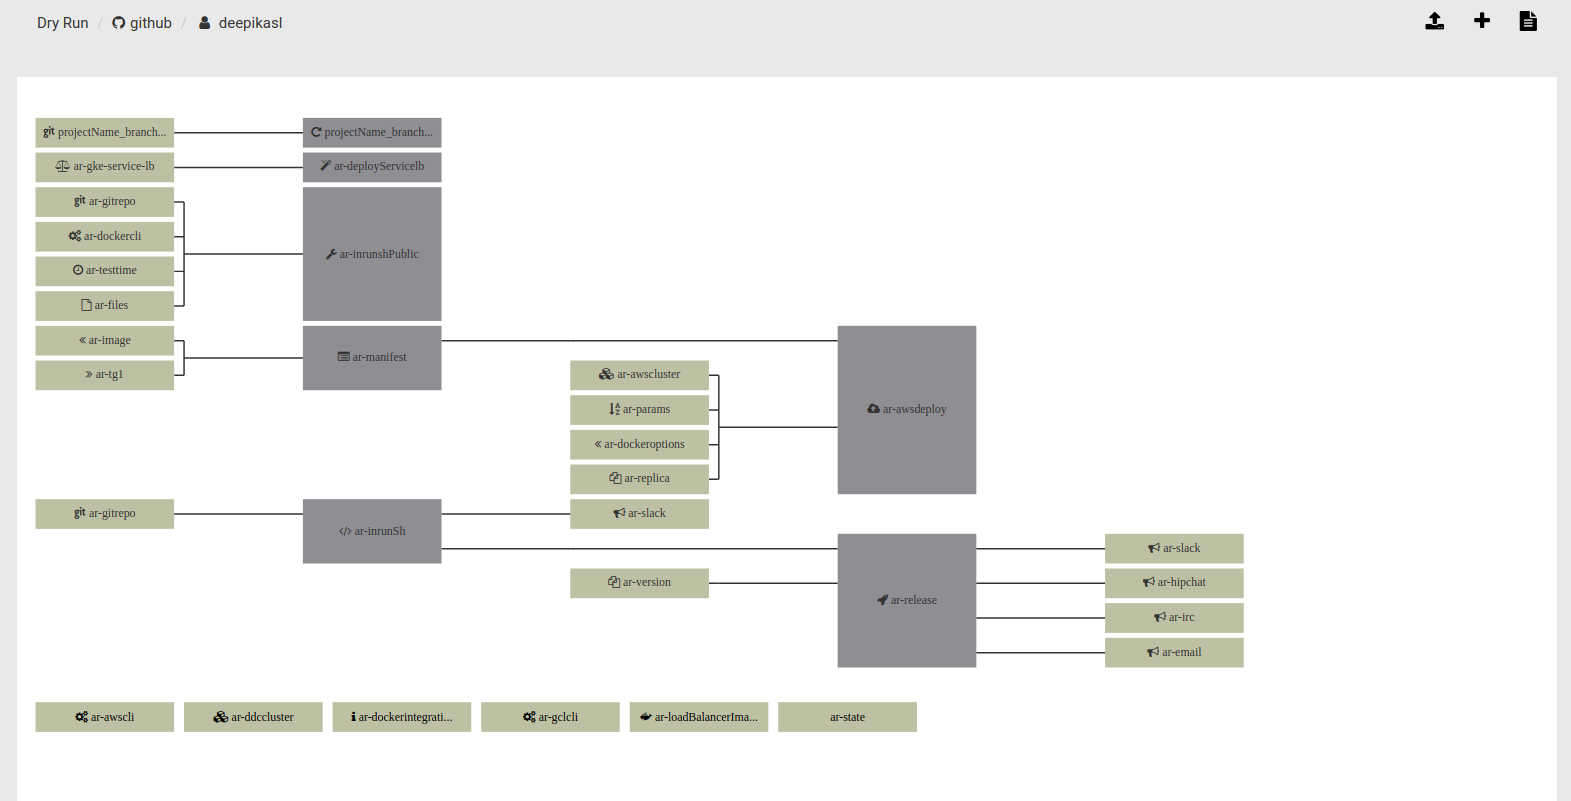 Dry Run / github / deepikasl
projectName_branch... projectName_branch...
ar-gke-service-lb ar-deployServicelb
git ar-gitrepo
ar-dockercli
ar-inrunshPublic
ar-testtime
ar-files
ar-image
ar-manifest
ar-tg1
ar-awscluster
ar-params
ar-awsdeploy
ar-dockeroptions
ar-replica
git ar-gitrepo
ar-inrunSh
ar-slack
ar-slack
ar-version
ar-hipchat
ar-release
ar-irc
ar-email
ar-awscli ar-ddccluster ar-dockerintegrati... ar-gclcli ar-loadBalancerIma... ar-state